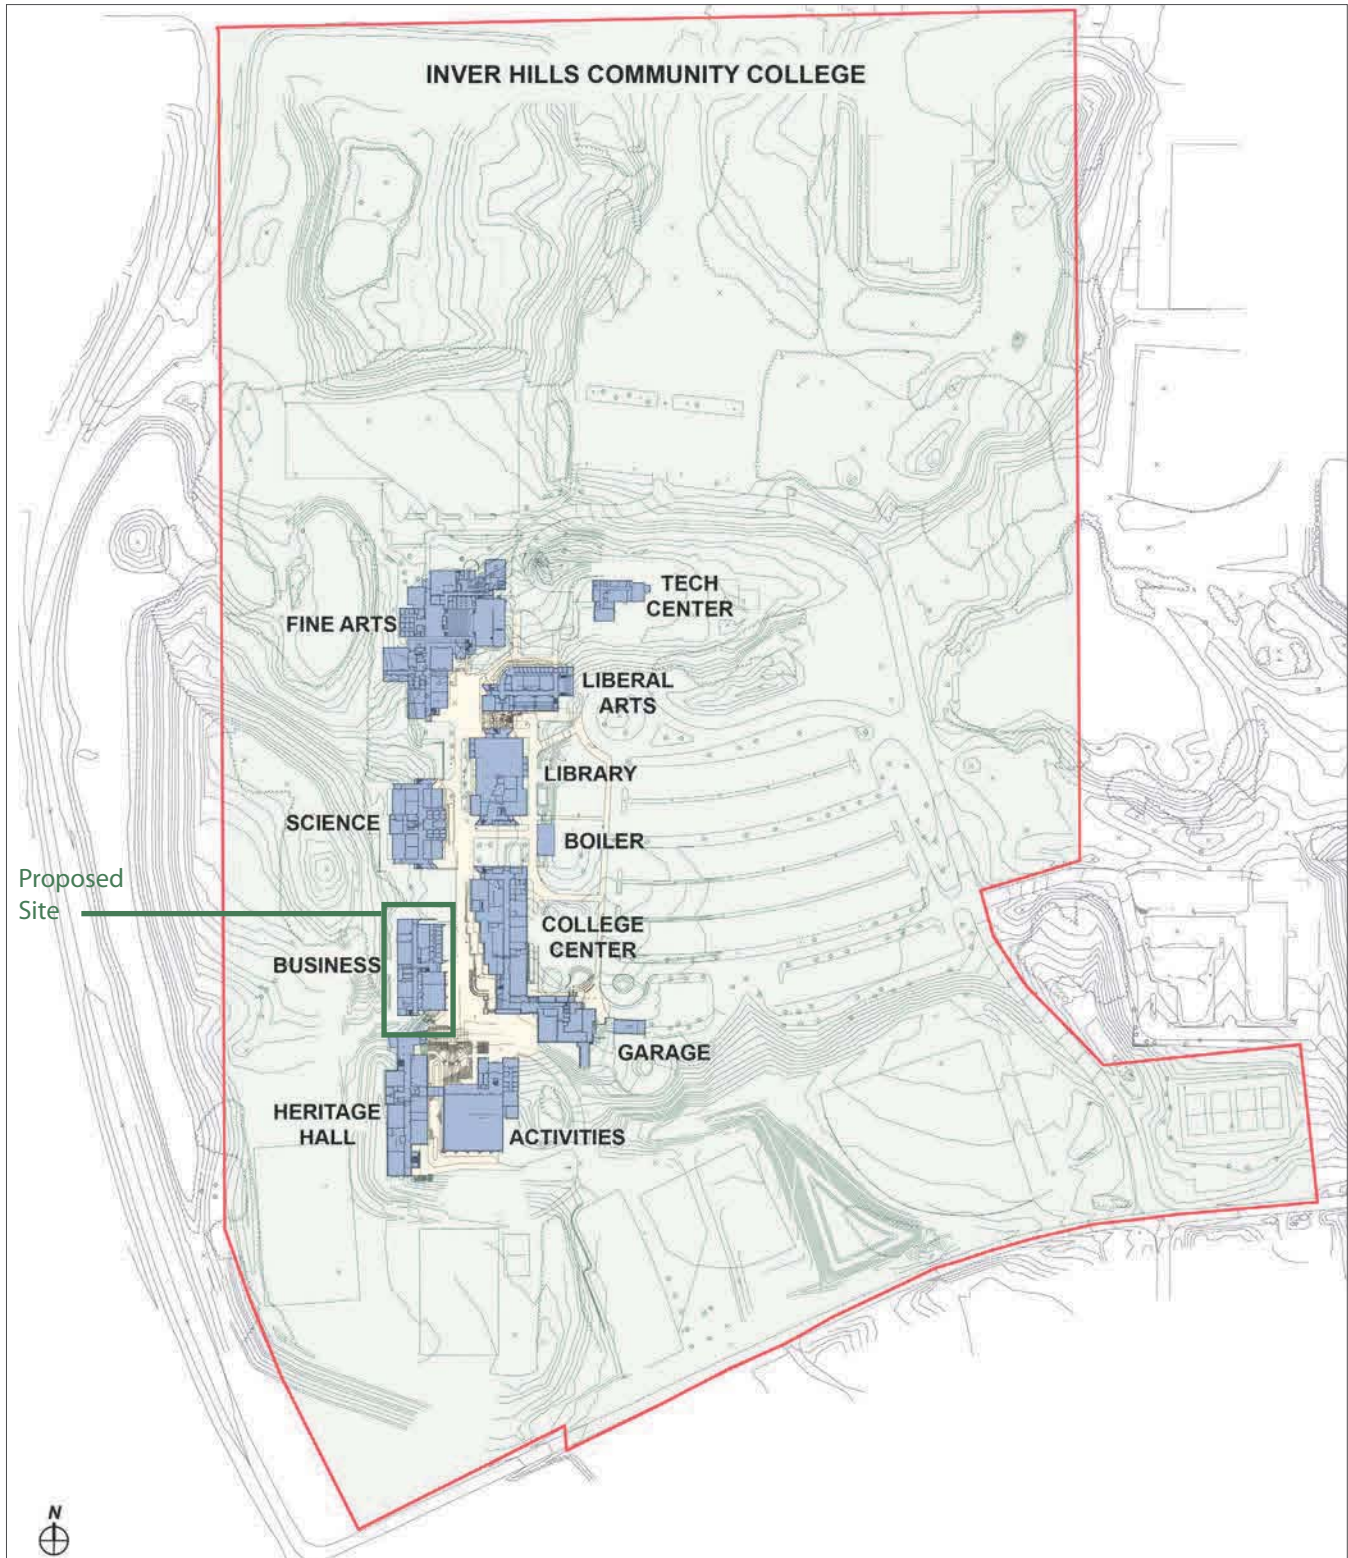 INVER HILLS COMMUNITY COLLEGE
TECH
CENTER
FINE ARTS
LIBERAL
ARTS
LIBRARY
SCIENCE
BOILER
Proposed
Site
COLLEGE
CENTER
BUSINESS
GARAGE
HERITAGE
HALL
ACTIVITIES
N